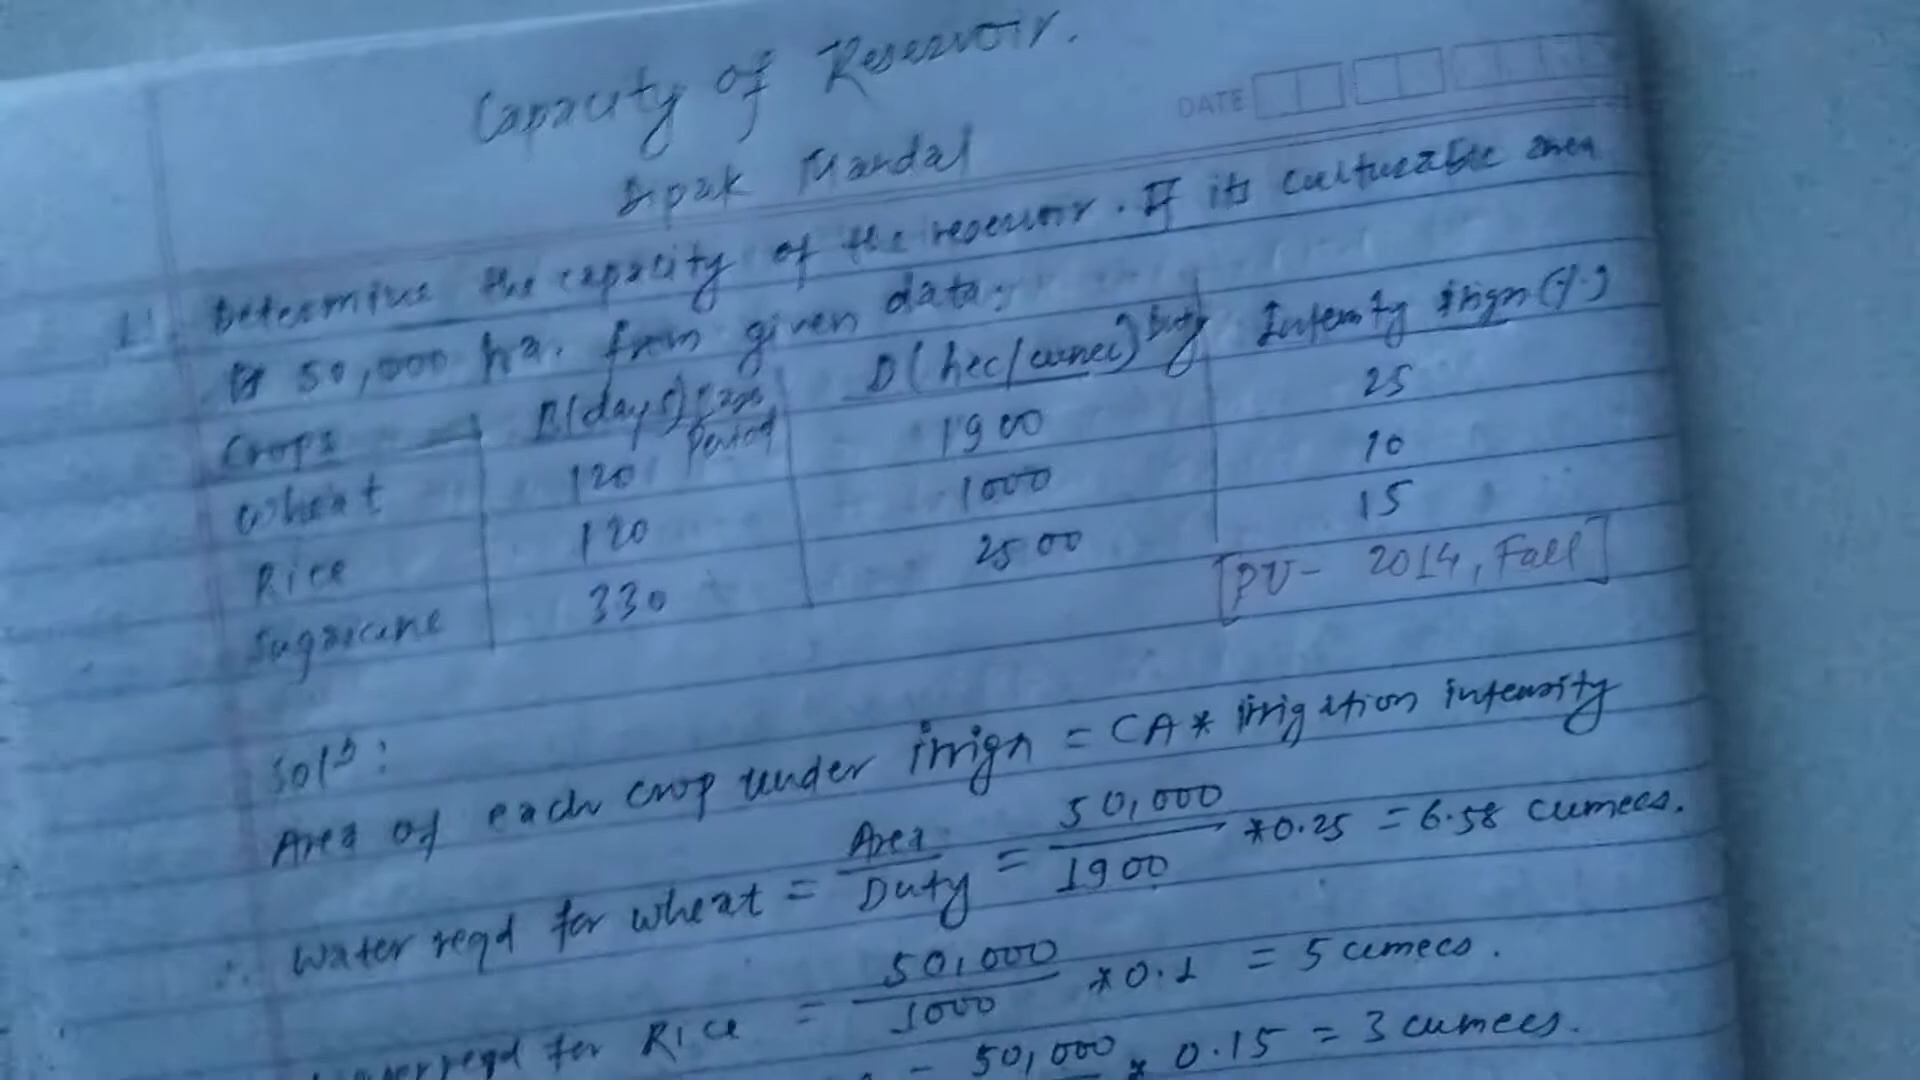 Capacity of Reservoir.
DATE
Dipak Mandal
1. Determine the capacity of the reservoir. If its culturable area
is 50,000 ha. from given data:
Crops B(days) Base Period D(hec/cumec) Duty Intensity irrign (%)
Wheat 120 1900 25
Rice 120 1000 10
Sugarcane 330 2500 15
[PU- 2014, Fall]
Soln:
Area of each crop under irrign = CA * irrigation intensity
∴ Water reqd for wheat = Area/Duty = 50,000/1900 *0.25 = 6.58 cumecs.
reqd for Rice = 50,000/1000 *0.1 = 5 cumecs.
= 50,000 * 0.15 = 3 cumecs.